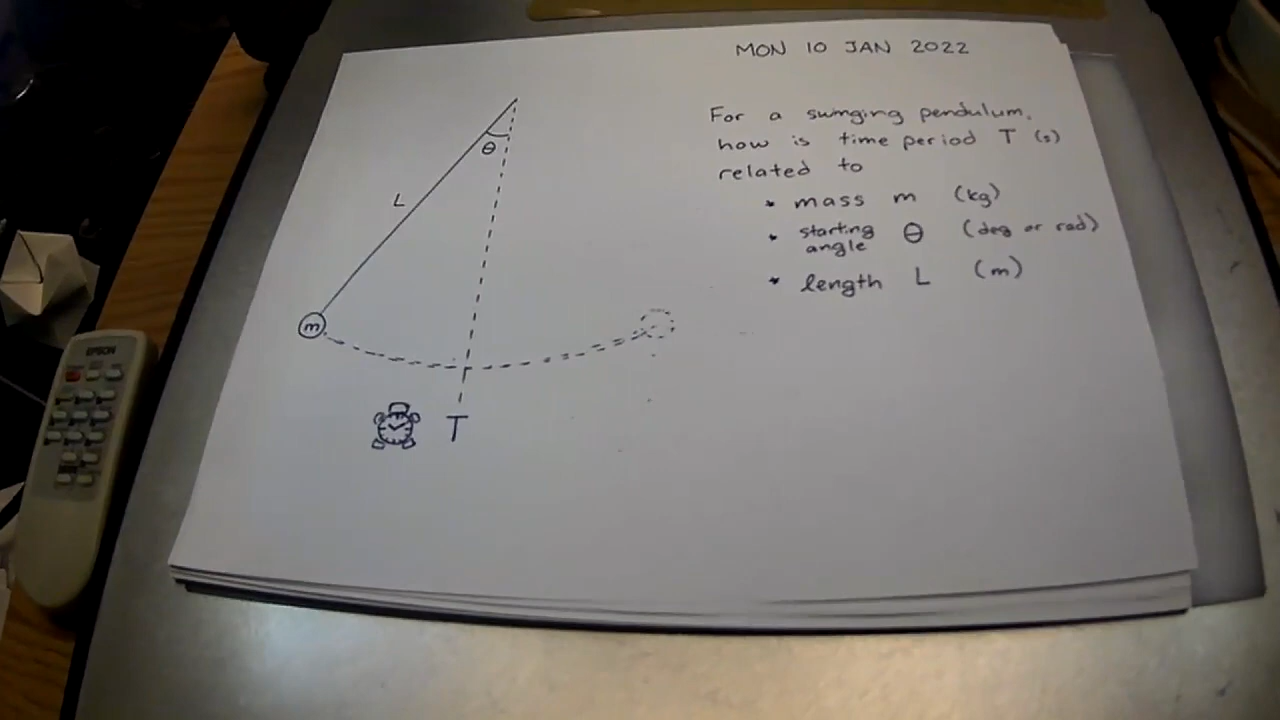 MON 10 JAN 2022
For a swinging pendulum,
how is time period T (s)
related to
* mass m (kg)
* starting angle θ (deg or rad)
* length L (m)
θ
L
m
T
EPSON